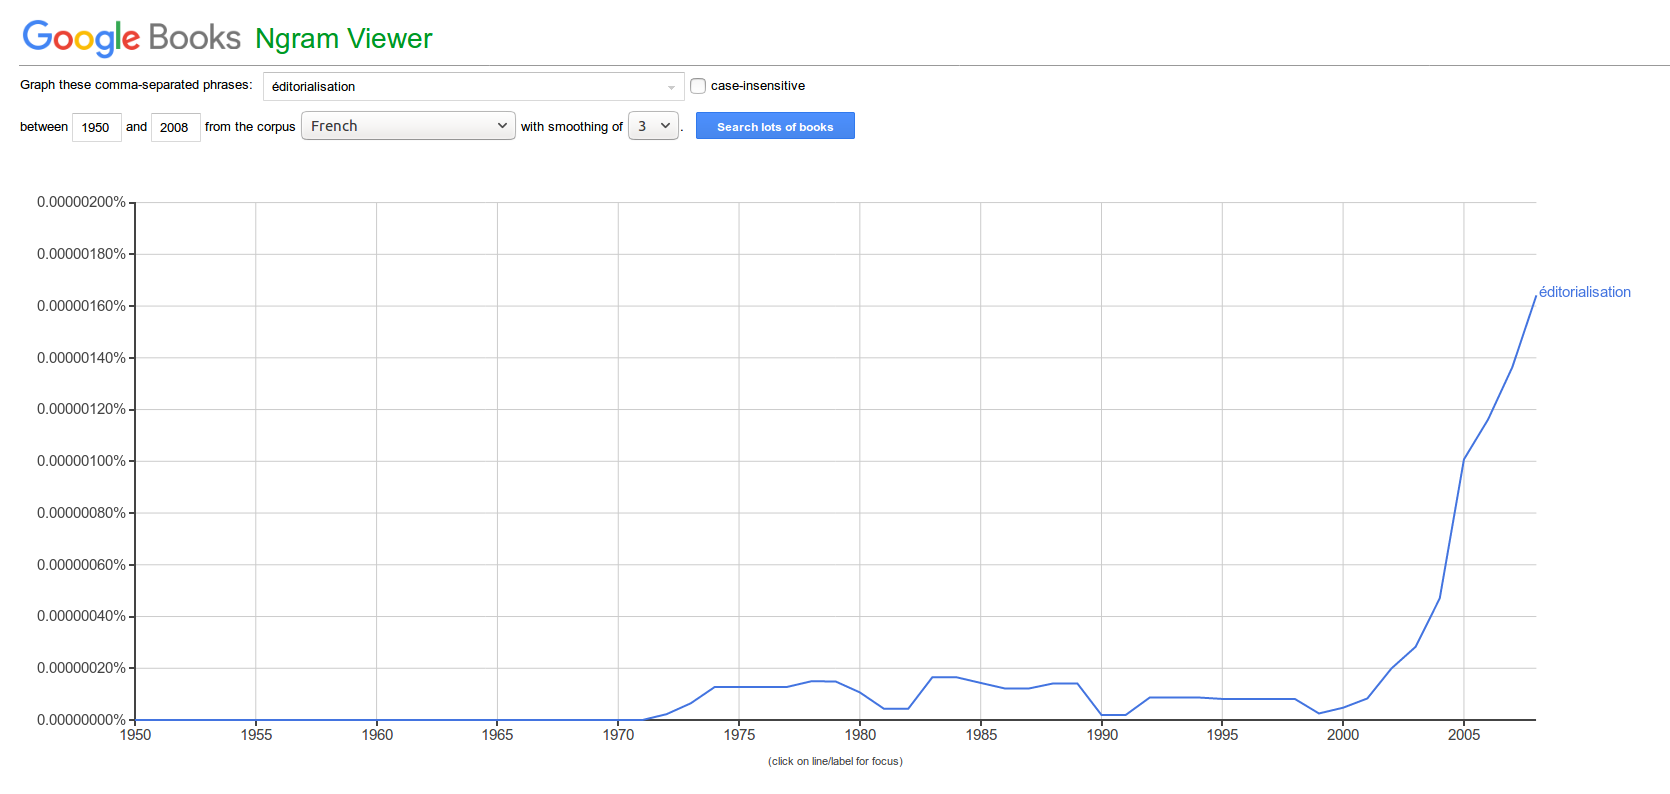 Google Books Ngram Viewer
Graph these comma-separated phrases: éditorialisation case-insensitive
between 1950 and 2008 from the corpus French with smoothing of 3 . Search lots of books
0.00000200%
0.00000180%
0.00000160%
0.00000140%
0.00000120%
0.00000100%
0.00000080%
0.00000060%
0.00000040%
0.00000020%
0.00000000%
éditorialisation
1950 1955 1960 1965 1970 1975 1980 1985 1990 1995 2000 2005
(click on line/label for focus)